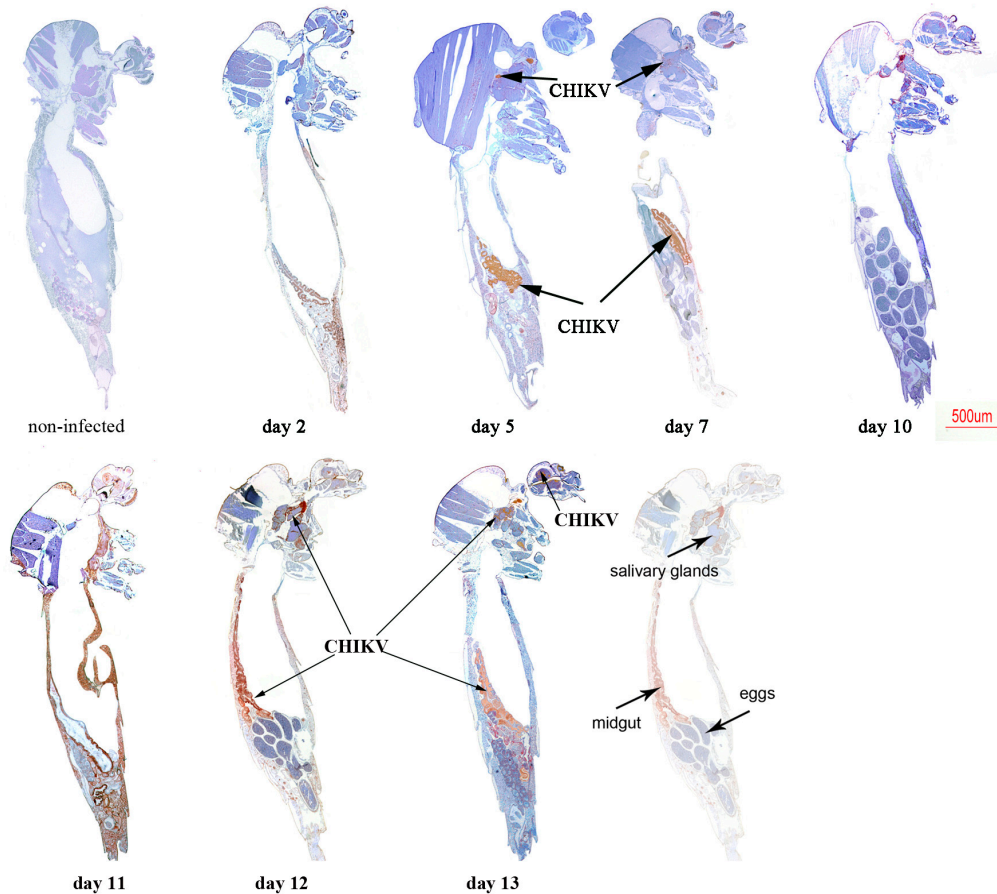 CHIKV
CHIKV
non-infected
day 2
day 5
day 7
day 10
500um
CHIKV
salivary glands
CHIKV
midgut
eggs
day 11
day 12
day 13